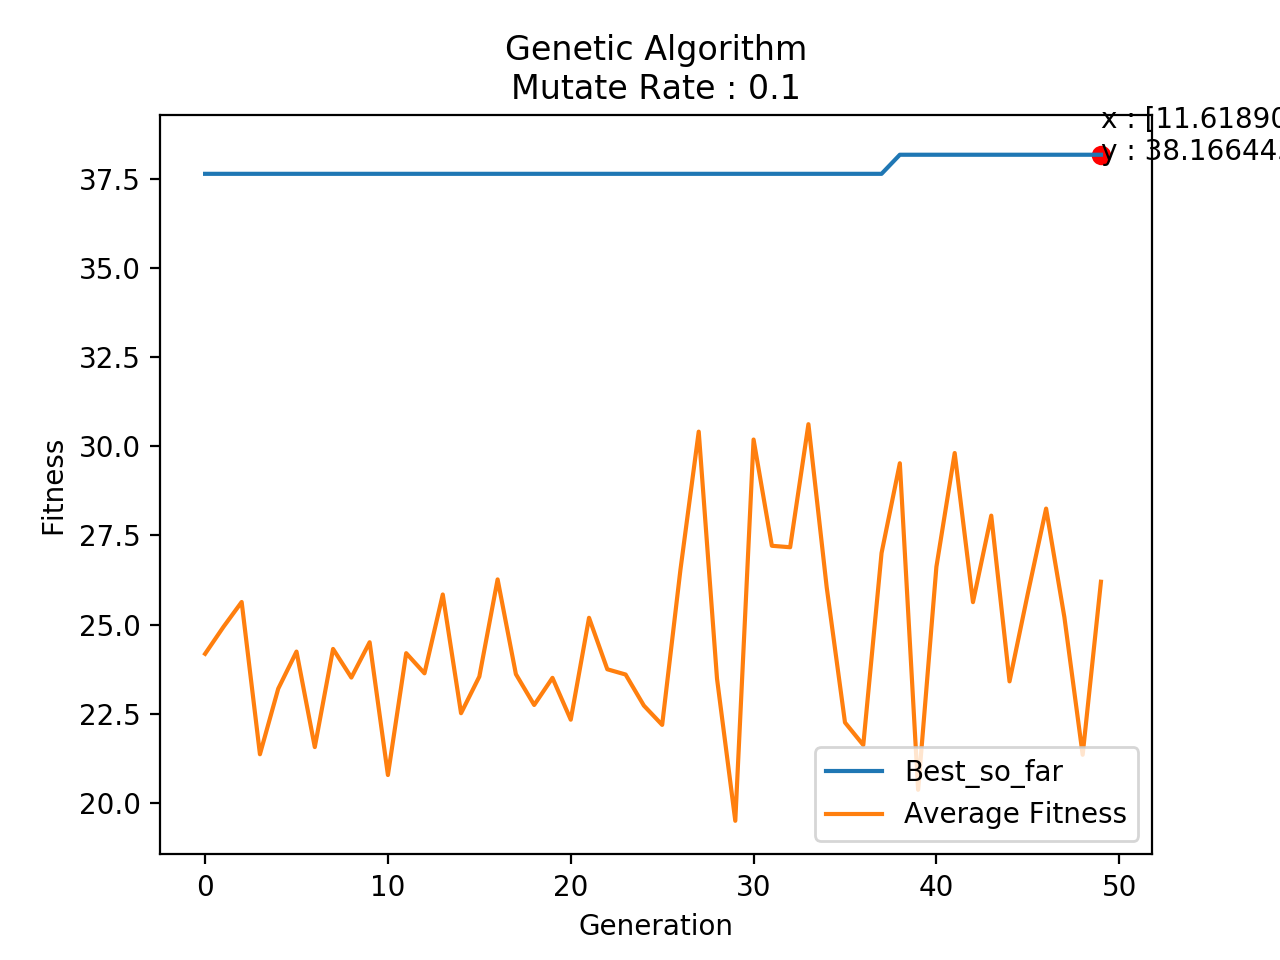 Genetic Algorithm
Mutate Rate : 0.1
x : [11.61890
y : 38.16644
37.5
35.0
32.5
30.0
27.5
25.0
22.5
20.0
Fitness
Best_so_far
Average Fitness
0 10 20 30 40 50
Generation